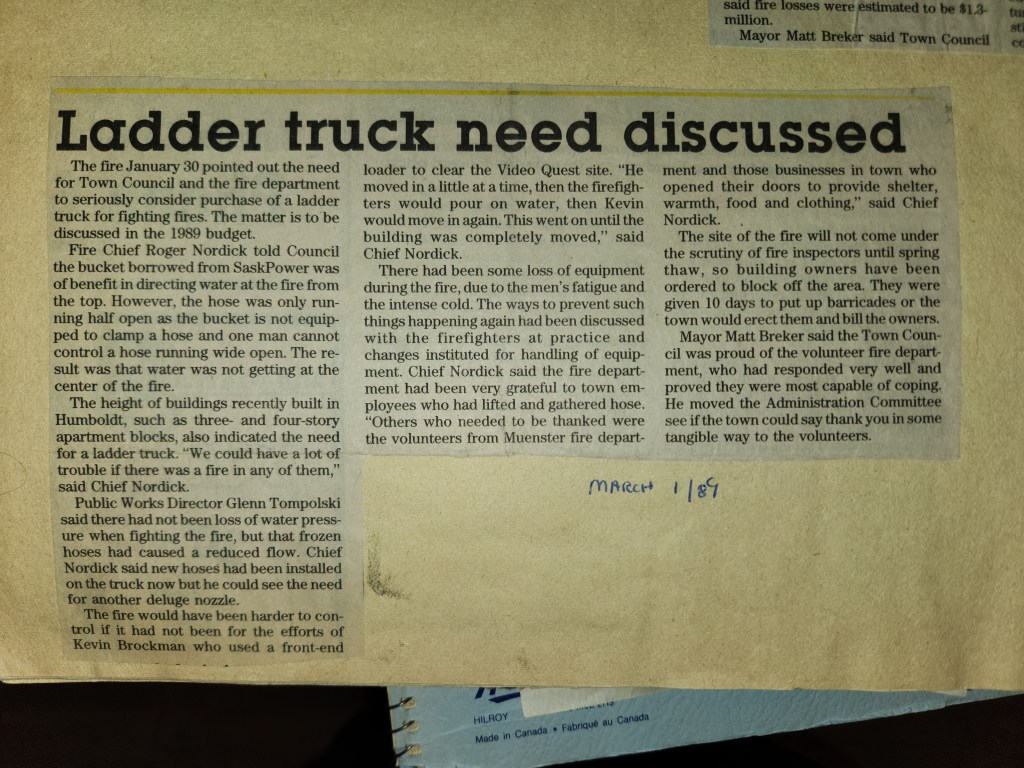 said fire losses were estimated to be $1.3-
million.
Mayor Matt Breker said Town Council
Ladder truck need discussed
The fire January 30 pointed out the need
for Town Council and the fire department
to seriously consider purchase of a ladder
truck for fighting fires. The matter is to be
discussed in the 1989 budget.
Fire Chief Roger Nordick told Council
the bucket borrowed from SaskPower was
of benefit in directing water at the fire from
the top. However, the hose was only run-
ning half open as the bucket is not equip-
ped to clamp a hose and one man cannot
control a hose running wide open. The re-
sult was that water was not getting at the
center of the fire.
The height of buildings recently built in
Humboldt, such as three- and four-story
apartment blocks, also indicated the need
for a ladder truck. “We could have a lot of
trouble if there was a fire in any of them,”
said Chief Nordick.
Public Works Director Glenn Tompolski
said there had not been loss of water press-
ure when fighting the fire, but that frozen
hoses had caused a reduced flow. Chief
Nordick said new hoses had been installed
on the truck now but he could see the need
for another deluge nozzle.
The fire would have been harder to con-
trol if it had not been for the efforts of
Kevin Brockman who used a front-end
loader to clear the Video Quest site. “He
moved in a little at a time, then the firefigh-
ters would pour on water, then Kevin
would move in again. This went on until the
building was completely moved,” said
Chief Nordick.
There had been some loss of equipment
during the fire, due to the men's fatigue and
the intense cold. The ways to prevent such
things happening again had been discussed
with the firefighters at practice and
changes instituted for handling of equip-
ment. Chief Nordick said the fire depart-
ment had been very grateful to town em-
ployees who had lifted and gathered hose.
“Others who needed to be thanked were
the volunteers from Muenster fire depart-
ment and those businesses in town who
opened their doors to provide shelter,
warmth, food and clothing,” said Chief
Nordick.
The site of the fire will not come under
the scrutiny of fire inspectors until spring
thaw, so building owners have been
ordered to block off the area. They were
given 10 days to put up barricades or the
town would erect them and bill the owners.
Mayor Matt Breker said the Town Coun-
cil was proud of the volunteer fire depart-
ment, who had responded very well and
proved they were most capable of coping.
He moved the Administration Committee
see if the town could say thank you in some
tangible way to the volunteers.
MARCH 1/89
HILROY
Made in Canada • Fabriqué au Canada